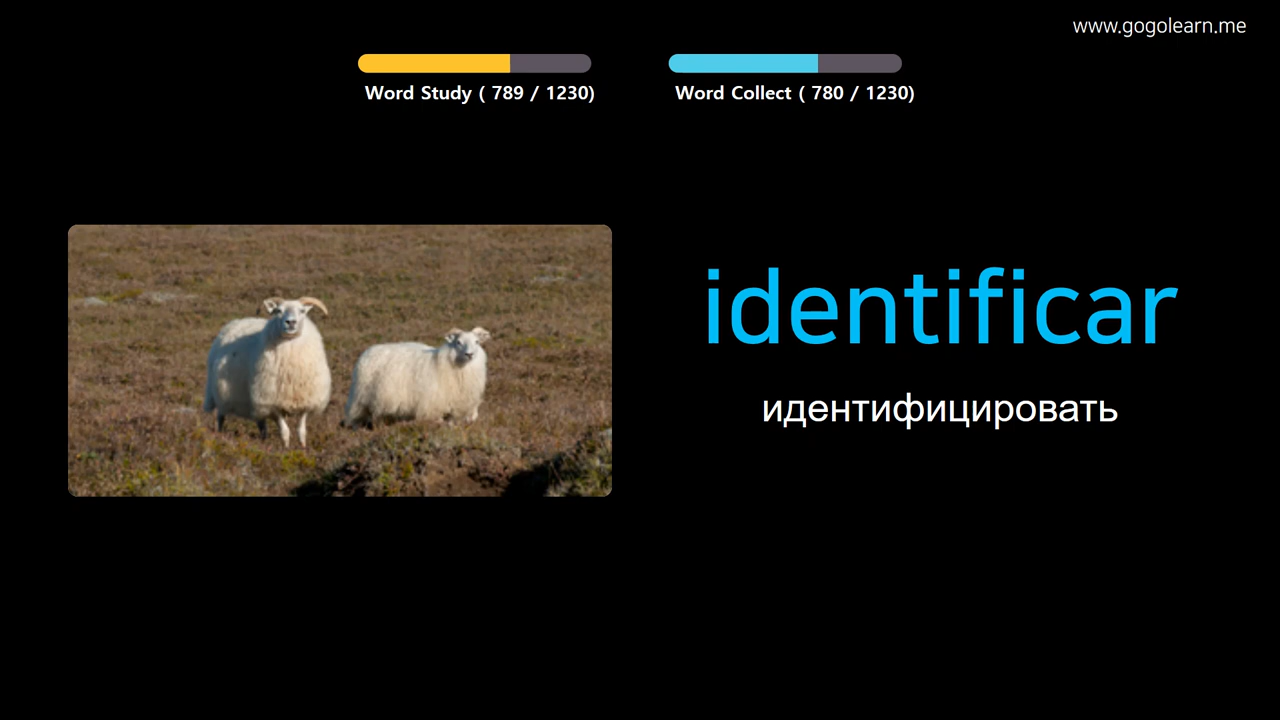 www.gogolearn.me
Word Study ( 789 / 1230)
Word Collect ( 780 / 1230)
identificar
идентифицировать